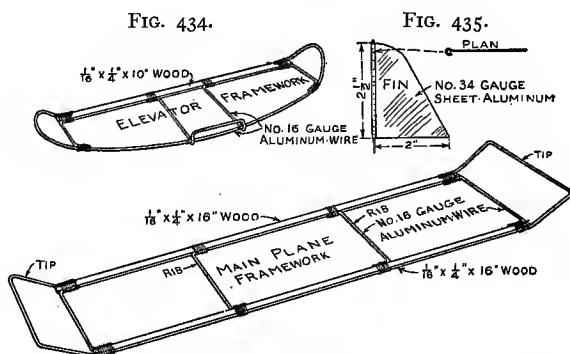 FIG. 434.
FIG. 435.
1/16" x 1/4" x 10" WOOD
ELEVATOR FRAMEWORK
NO. 16 GAUGE
ALUMINUM-WIRE
PLAN
FIN
2 1/2"
2"
NO. 34 GAUGE
SHEET-ALUMINUM
TIP
1/16" x 1/4" x 16" WOOD
RIB
NO. 16 GAUGE
ALUMINUM-WIRE
RIB
MAIN PLANE
FRAMEWORK
1/16" x 1/4" x 16" WOOD
TIP